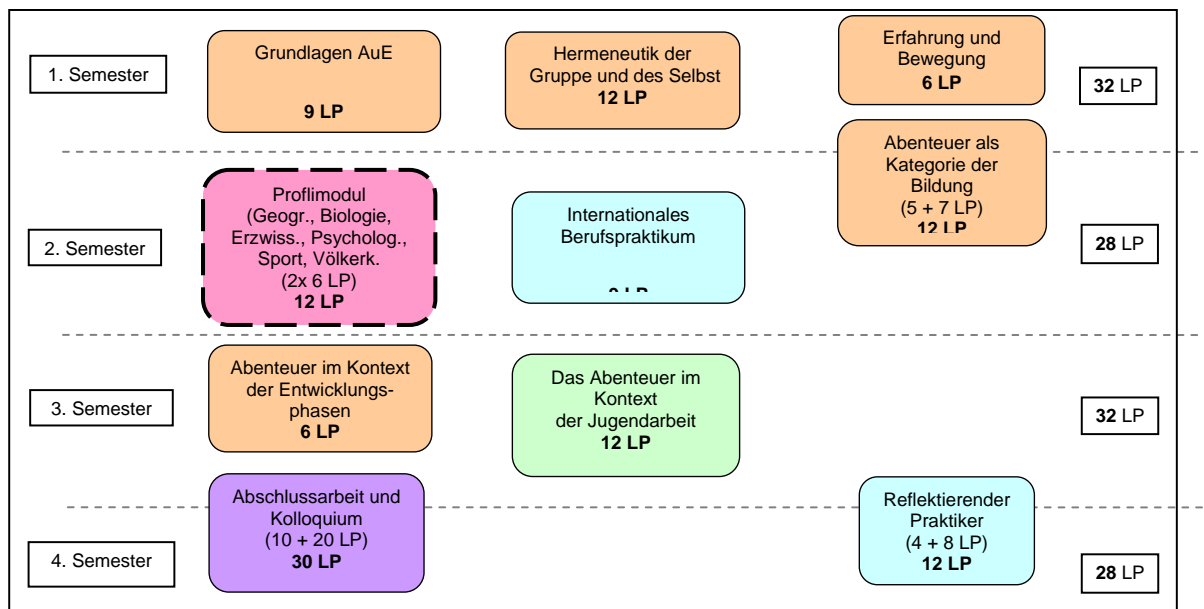 1. Semester
Grundlagen AuE
9 LP
Hermeneutik der
Gruppe und des Selbst
12 LP
Erfahrung und
Bewegung
6 LP
32 LP
Abenteuer als
Kategorie der
Bildung
(5 + 7 LP)
12 LP
2. Semester
Proflimodul
(Geogr., Biologie,
Erzwiss., Psycholog.,
Sport, Völkerk.
(2x 6 LP)
12 LP
Internationales
Berufspraktikum
LP
28 LP
3. Semester
Abenteuer im Kontext
der Entwicklungs-
phasen
6 LP
Das Abenteuer im
Kontext
der Jugendarbeit
12 LP
32 LP
4. Semester
Abschlussarbeit und
Kolloquium
(10 + 20 LP)
30 LP
Reflektierender
Praktiker
(4 + 8 LP)
12 LP
28 LP